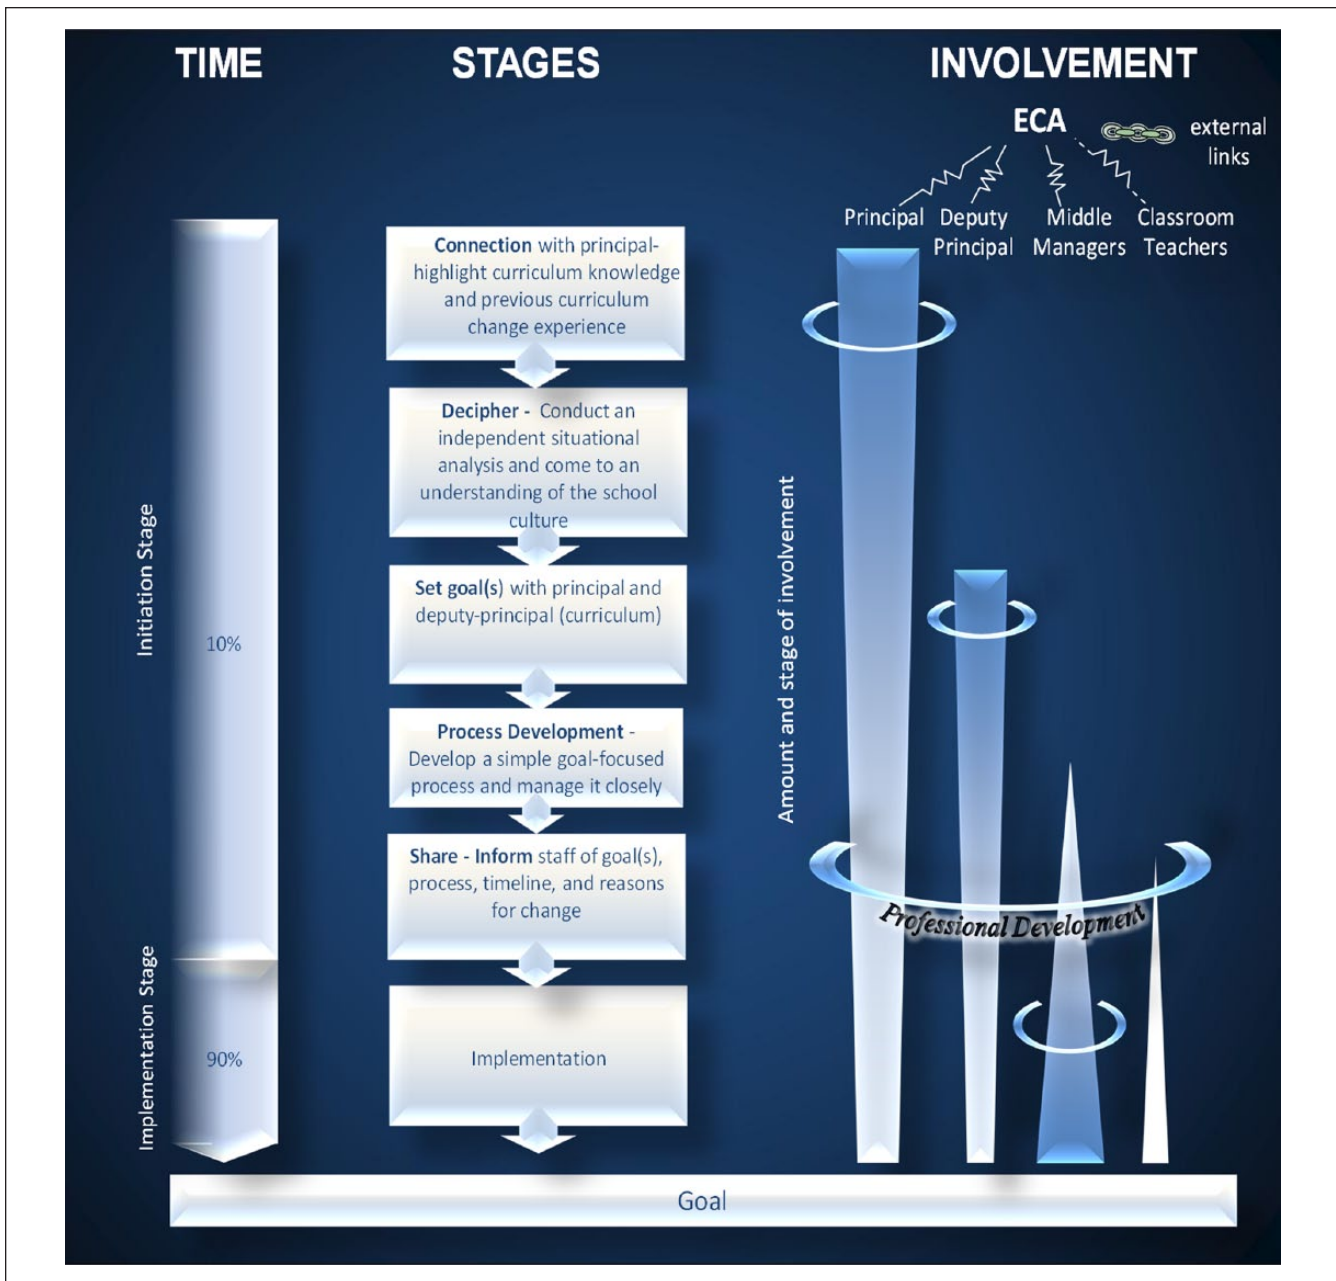 TIME
STAGES
INVOLVEMENT
ECA
external
links
Principal
Deputy
Principal
Middle
Managers
Classroom
Teachers
Initiation Stage
10%
Implementation Stage
90%
Connection with principal-
highlight curriculum knowledge
and previous curriculum
change experience
Decipher - Conduct an
independent situational
analysis and come to an
understanding of the school
culture
Set goal(s) with principal and
deputy-principal (curriculum)
Process Development -
Develop a simple goal-focused
process and manage it closely
Share - Inform staff of goal(s),
process, timeline, and reasons
for change
Implementation
Amount and stage of involvement
Professional Development
Goal